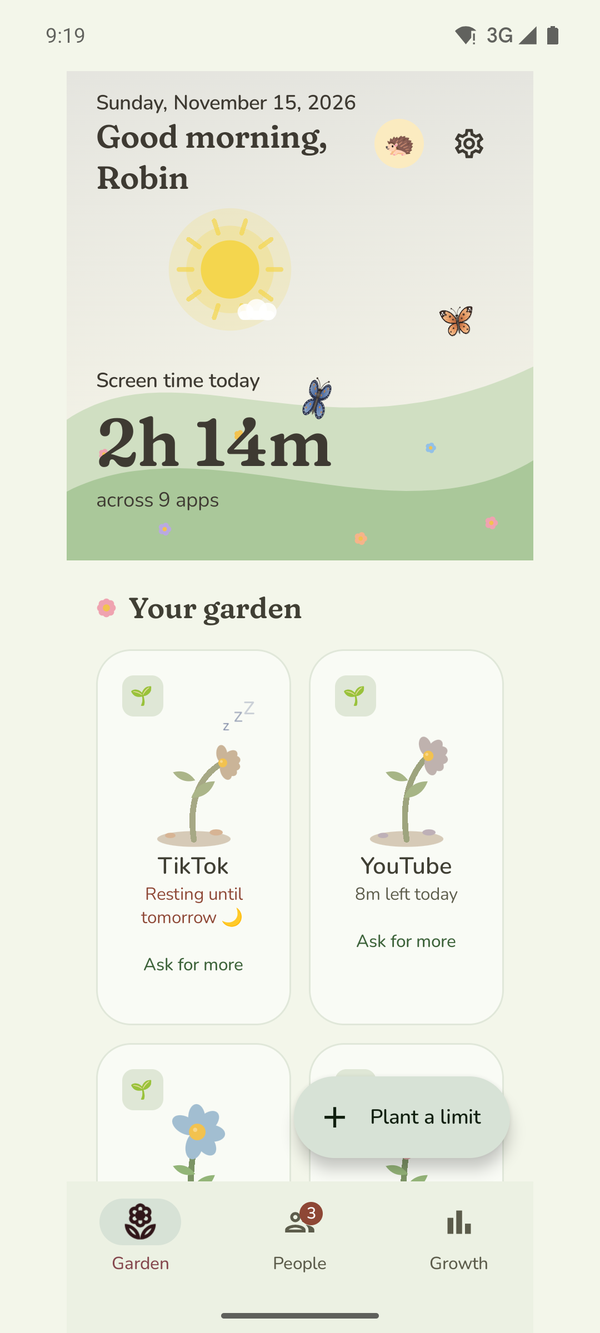 9:19
3G
Sunday, November 15, 2026
Good morning,
Robin
Screen time today
2h 14m
across 9 apps
Your garden
z z Z
TikTok
Resting until
tomorrow 🌙
Ask for more
YouTube
8m left today
Ask for more
+ Plant a limit
Garden
3
People
Growth